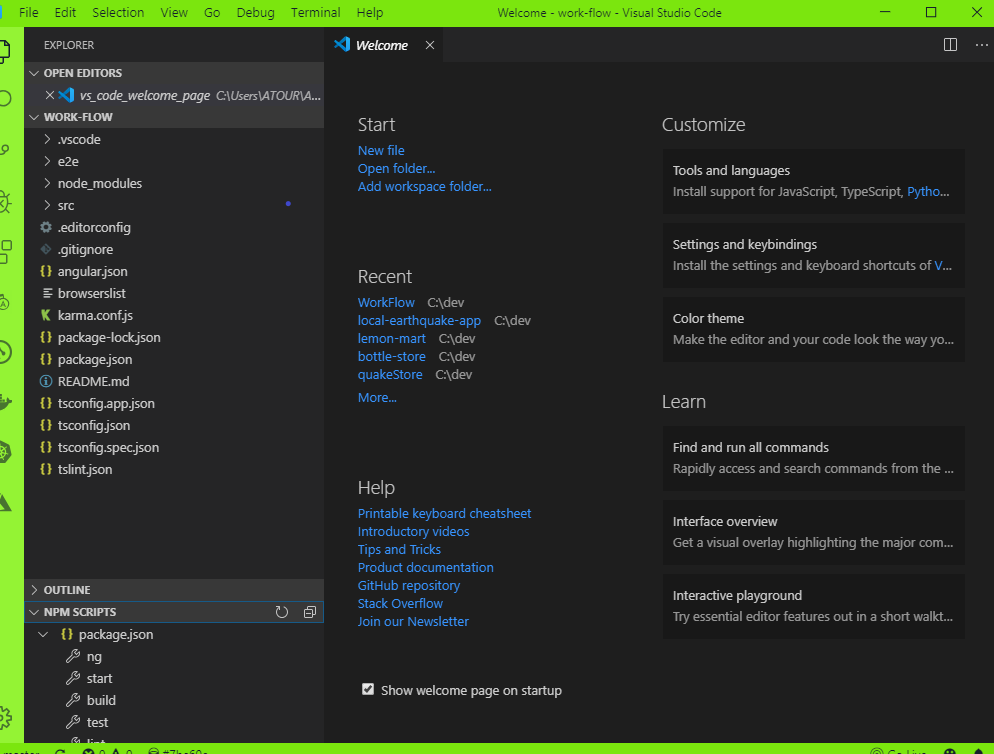 File Edit Selection View Go Debug Terminal Help
Welcome - work-flow - Visual Studio Code
EXPLORER
OPEN EDITORS
vs_code_welcome_page C:\Users\ATOUR\A...
WORK-FLOW
.vscode
e2e
node_modules
src
.editorconfig
.gitignore
angular.json
browserslist
karma.conf.js
package-lock.json
package.json
README.md
tsconfig.app.json
tsconfig.json
tsconfig.spec.json
tslint.json
OUTLINE
NPM SCRIPTS
package.json
ng
start
build
test
lint
Welcome
Start
New file
Open folder...
Add workspace folder...
Recent
WorkFlow C:\dev
local-earthquake-app C:\dev
lemon-mart C:\dev
bottle-store C:\dev
quakeStore C:\dev
More...
Help
Printable keyboard cheatsheet
Introductory videos
Tips and Tricks
Product documentation
GitHub repository
Stack Overflow
Join our Newsletter
Show welcome page on startup
Customize
Tools and languages
Install support for JavaScript, TypeScript, Pytho...
Settings and keybindings
Install the settings and keyboard shortcuts of V...
Color theme
Make the editor and your code look the way yo...
Learn
Find and run all commands
Rapidly access and search commands from the ...
Interface overview
Get a visual overlay highlighting the major com...
Interactive playground
Try essential editor features out in a short walkt...
master 0 0
Go Live